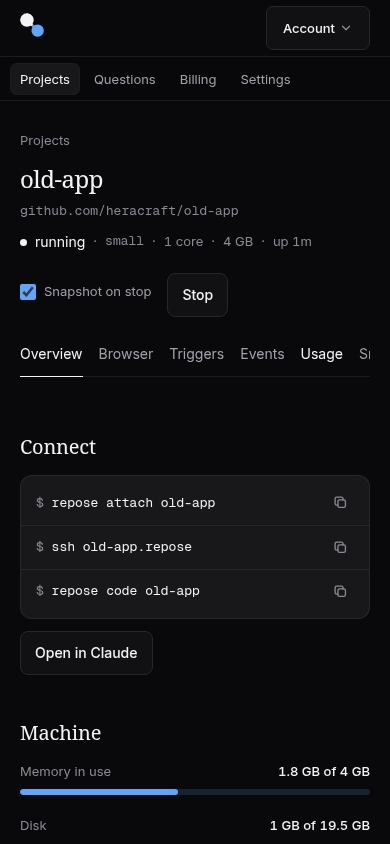 Account
Projects Questions Billing Settings
Projects
old-app
github.com/heracraft/old-app
running · small · 1 core · 4 GB · up 1m
Snapshot on stop Stop
Overview Browser Triggers Events Usage
Connect
$ repose attach old-app
$ ssh old-app.repose
$ repose code old-app
Open in Claude
Machine
Memory in use 1.8 GB of 4 GB
Disk 1 GB of 19.5 GB